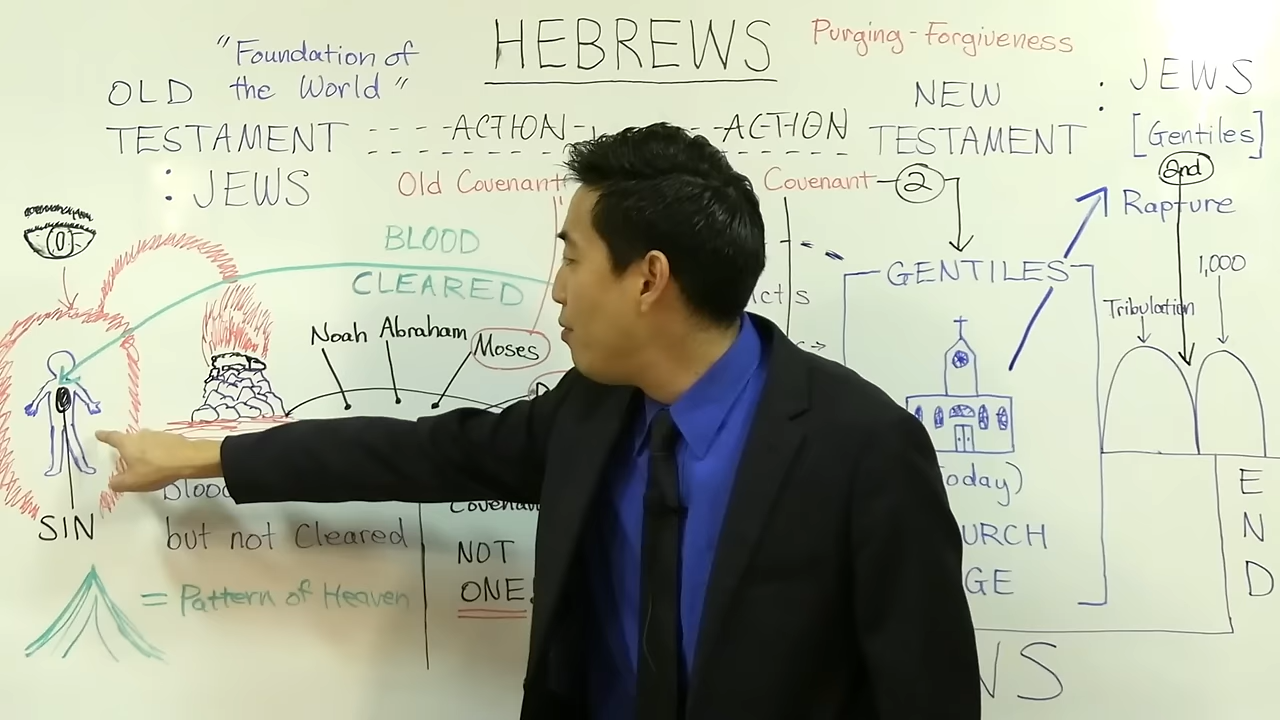 HEBREWS
Purging - Forgiveness
"Foundation of
the World"
OLD
TESTAMENT
: JEWS
ACTION
ACTION
NEW
TESTAMENT
: JEWS
[Gentiles]
2nd
Rapture
Old Covenant
Covenant
2
BLOOD
CLEARED
Noah
Abraham
Moses
GENTILES
1,000
Tribulation
SIN
Blood
but not Cleared
= Pattern of Heaven
NOT
ONE
END